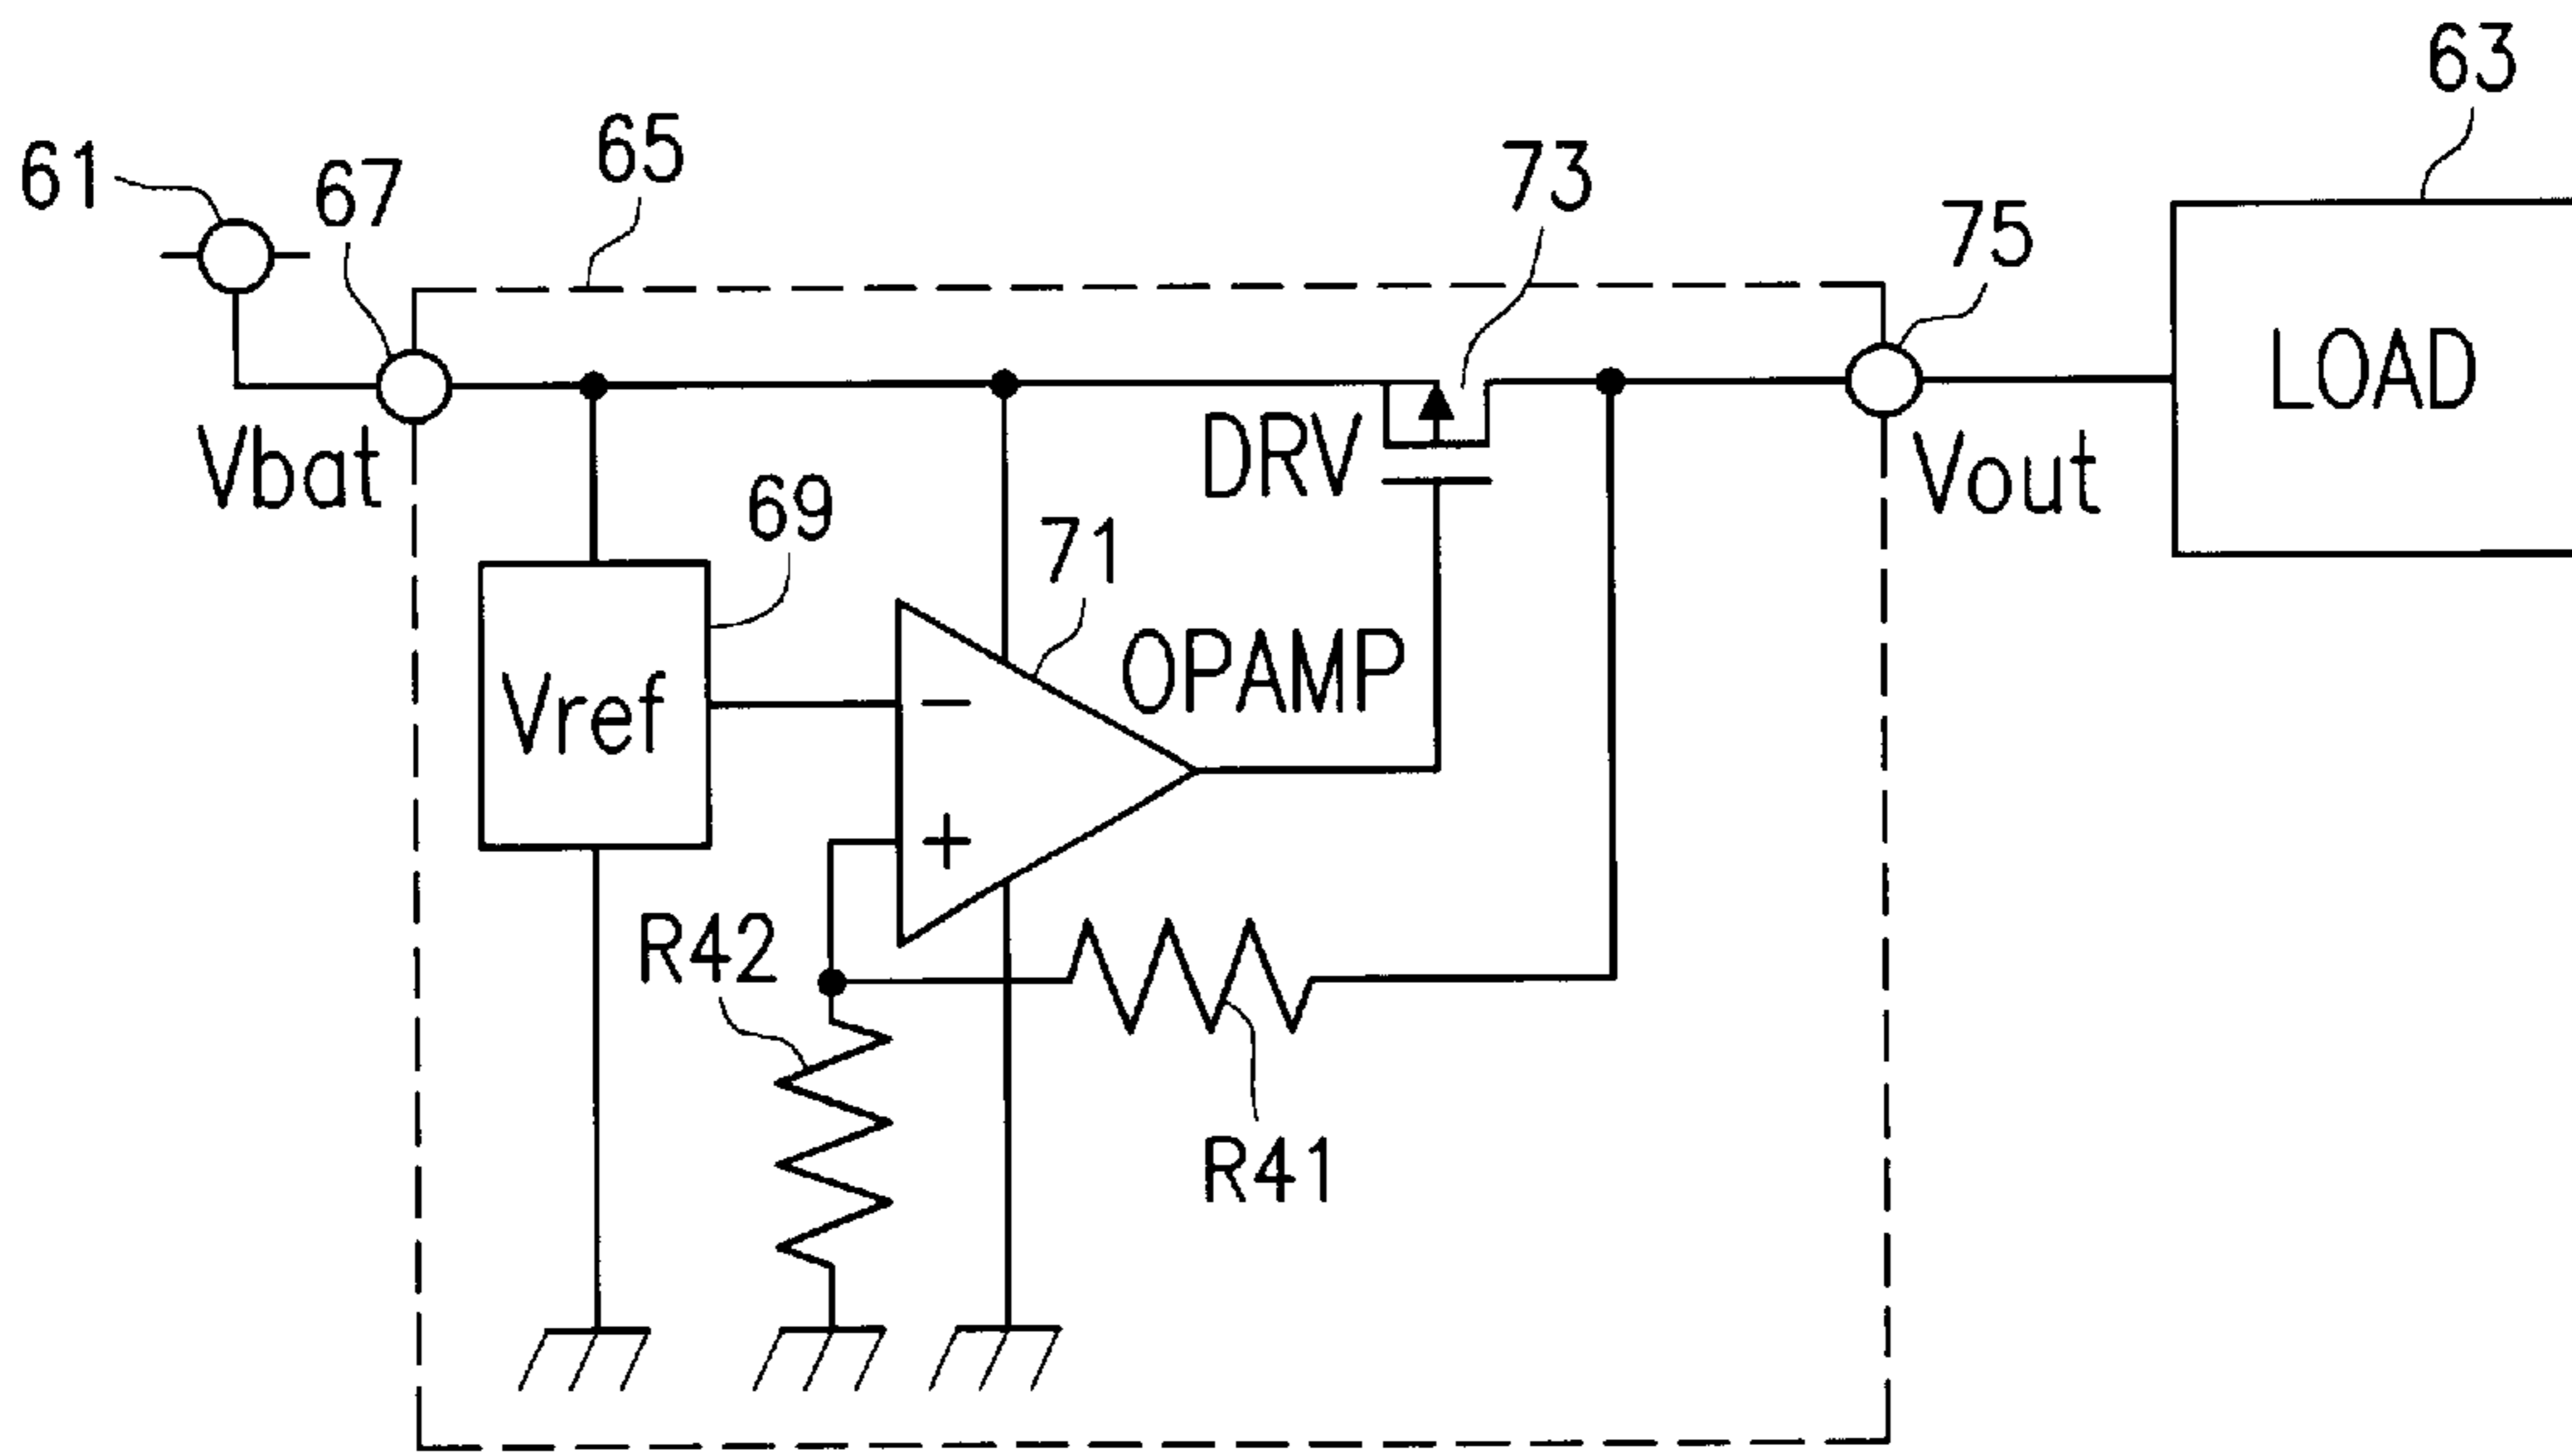 63
65
61
67
73
75
LOAD
DRV
Vbat
Vout
69
71
OPAMP
Vref
−
+
R42
R41